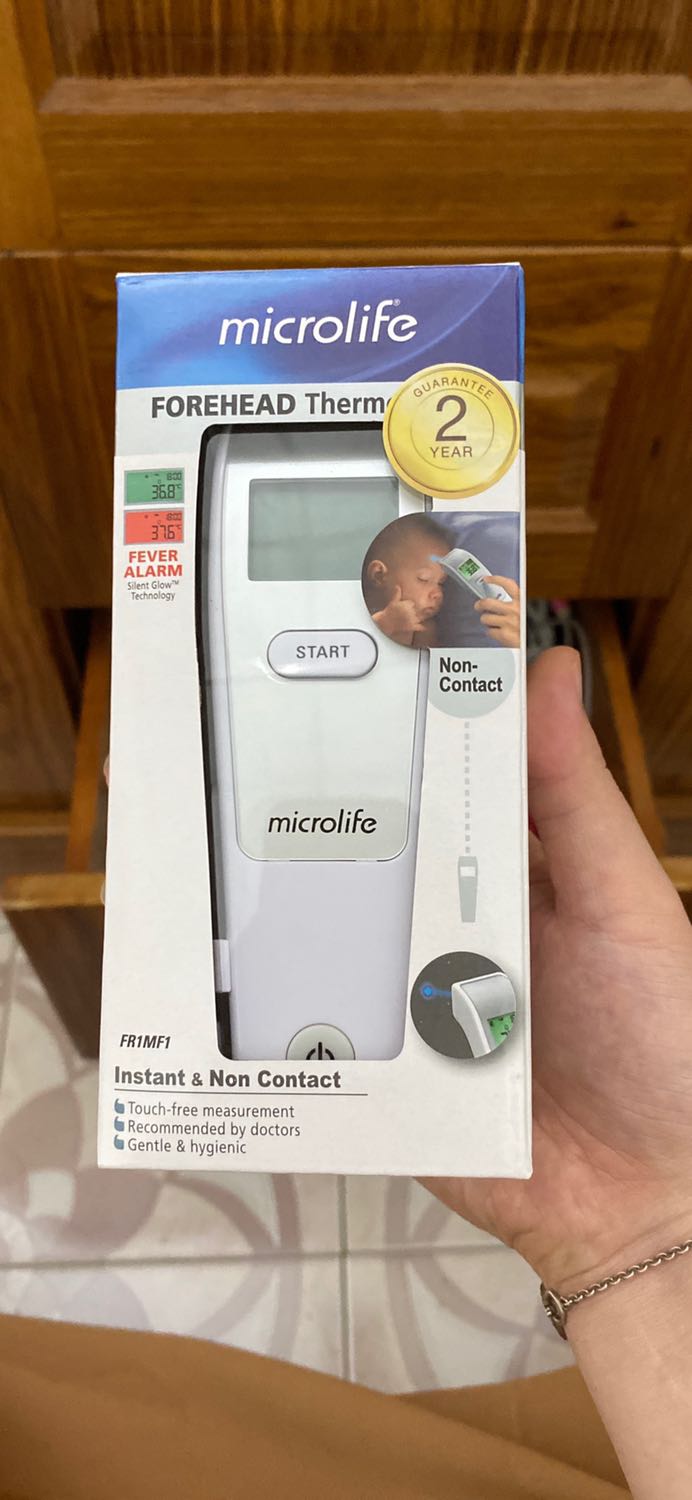 microlife®
FOREHEAD Therm
GUARANTEE
2
YEAR
36.8°C
37.6°C
FEVER
ALARM
Silent Glow™
Technology
START
Non-
Contact
microlife
FR1MF1
Instant & Non Contact
Touch-free measurement
Recommended by doctors
Gentle & hygienic